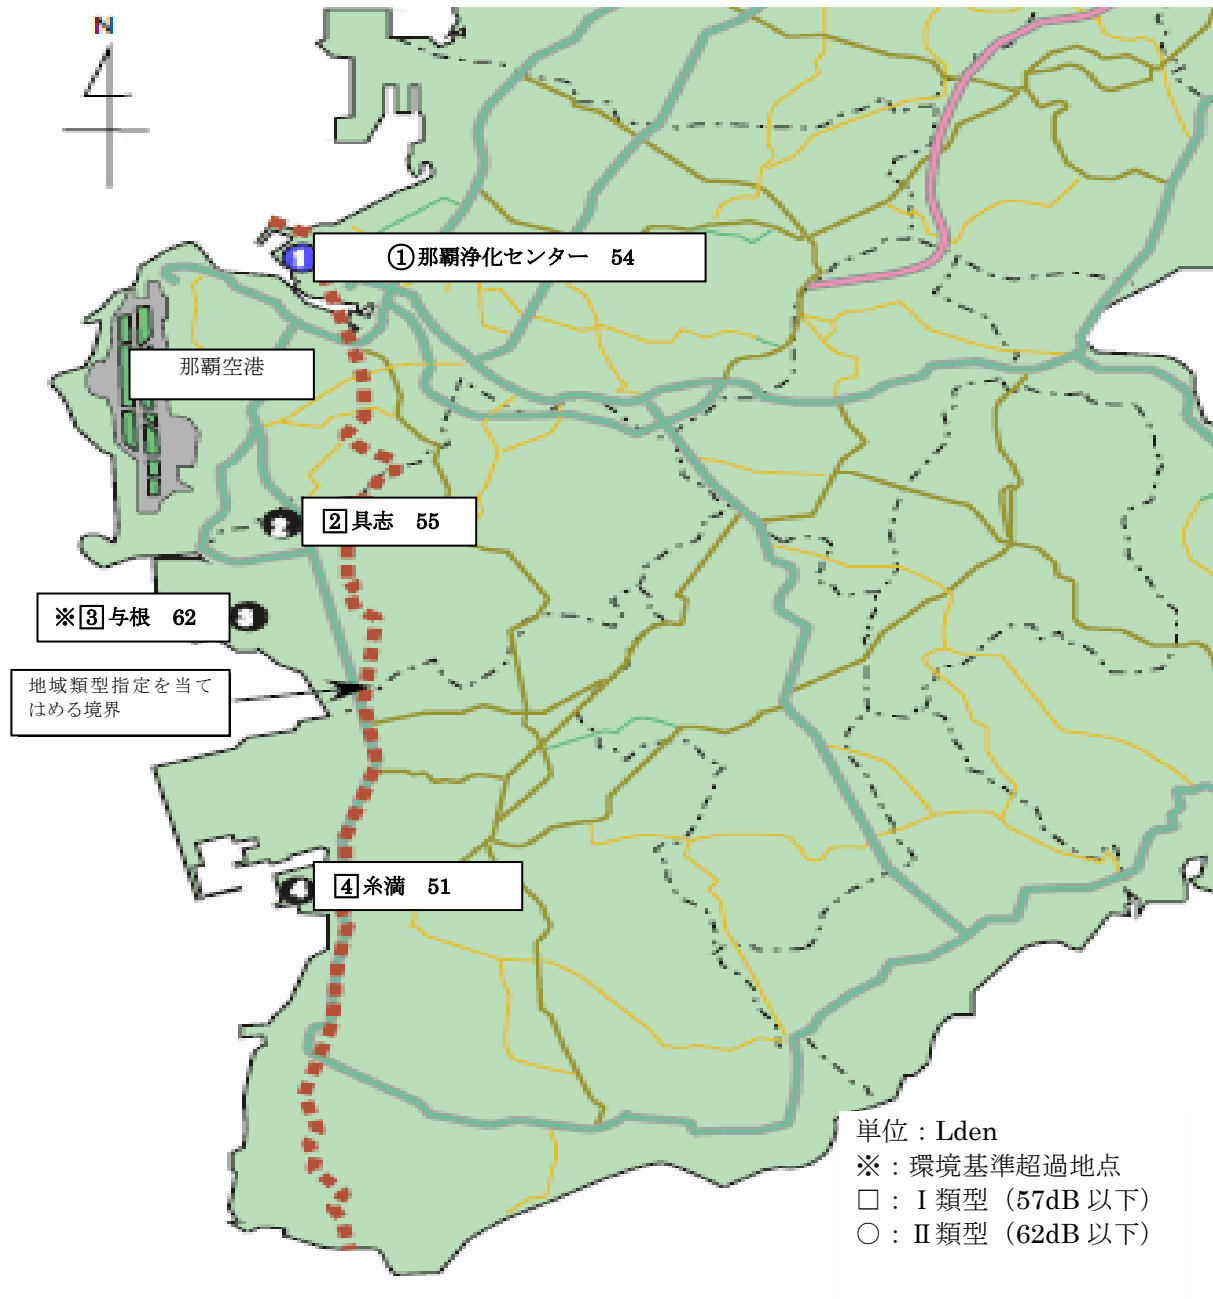 N
①那覇浄化センター 54
1
那覇空港
2 具志 55
※3 与根 62
地域類型指定を当て
はめる境界
4 糸満 51
単位：Lden
※：環境基準超過地点
□：Ⅰ類型（57dB 以下）
○：Ⅱ類型（62dB 以下）